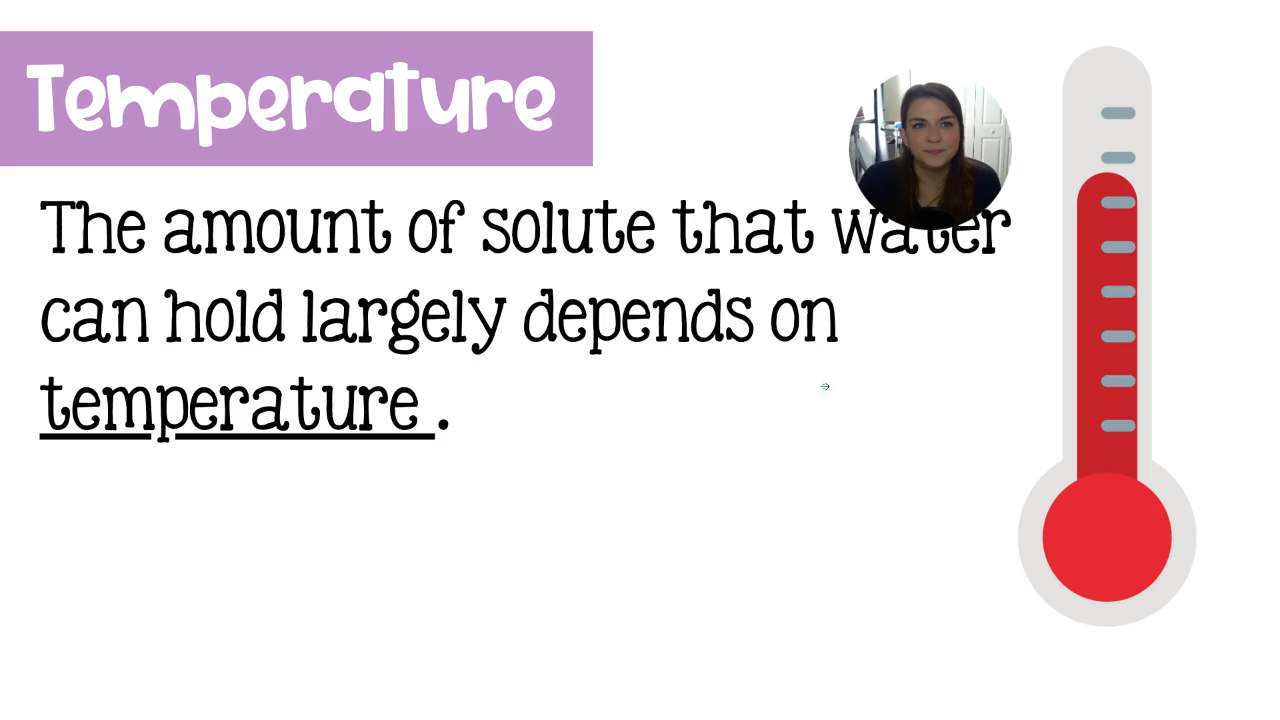 Temperature
The amount of solute that water
can hold largely depends on
temperature .